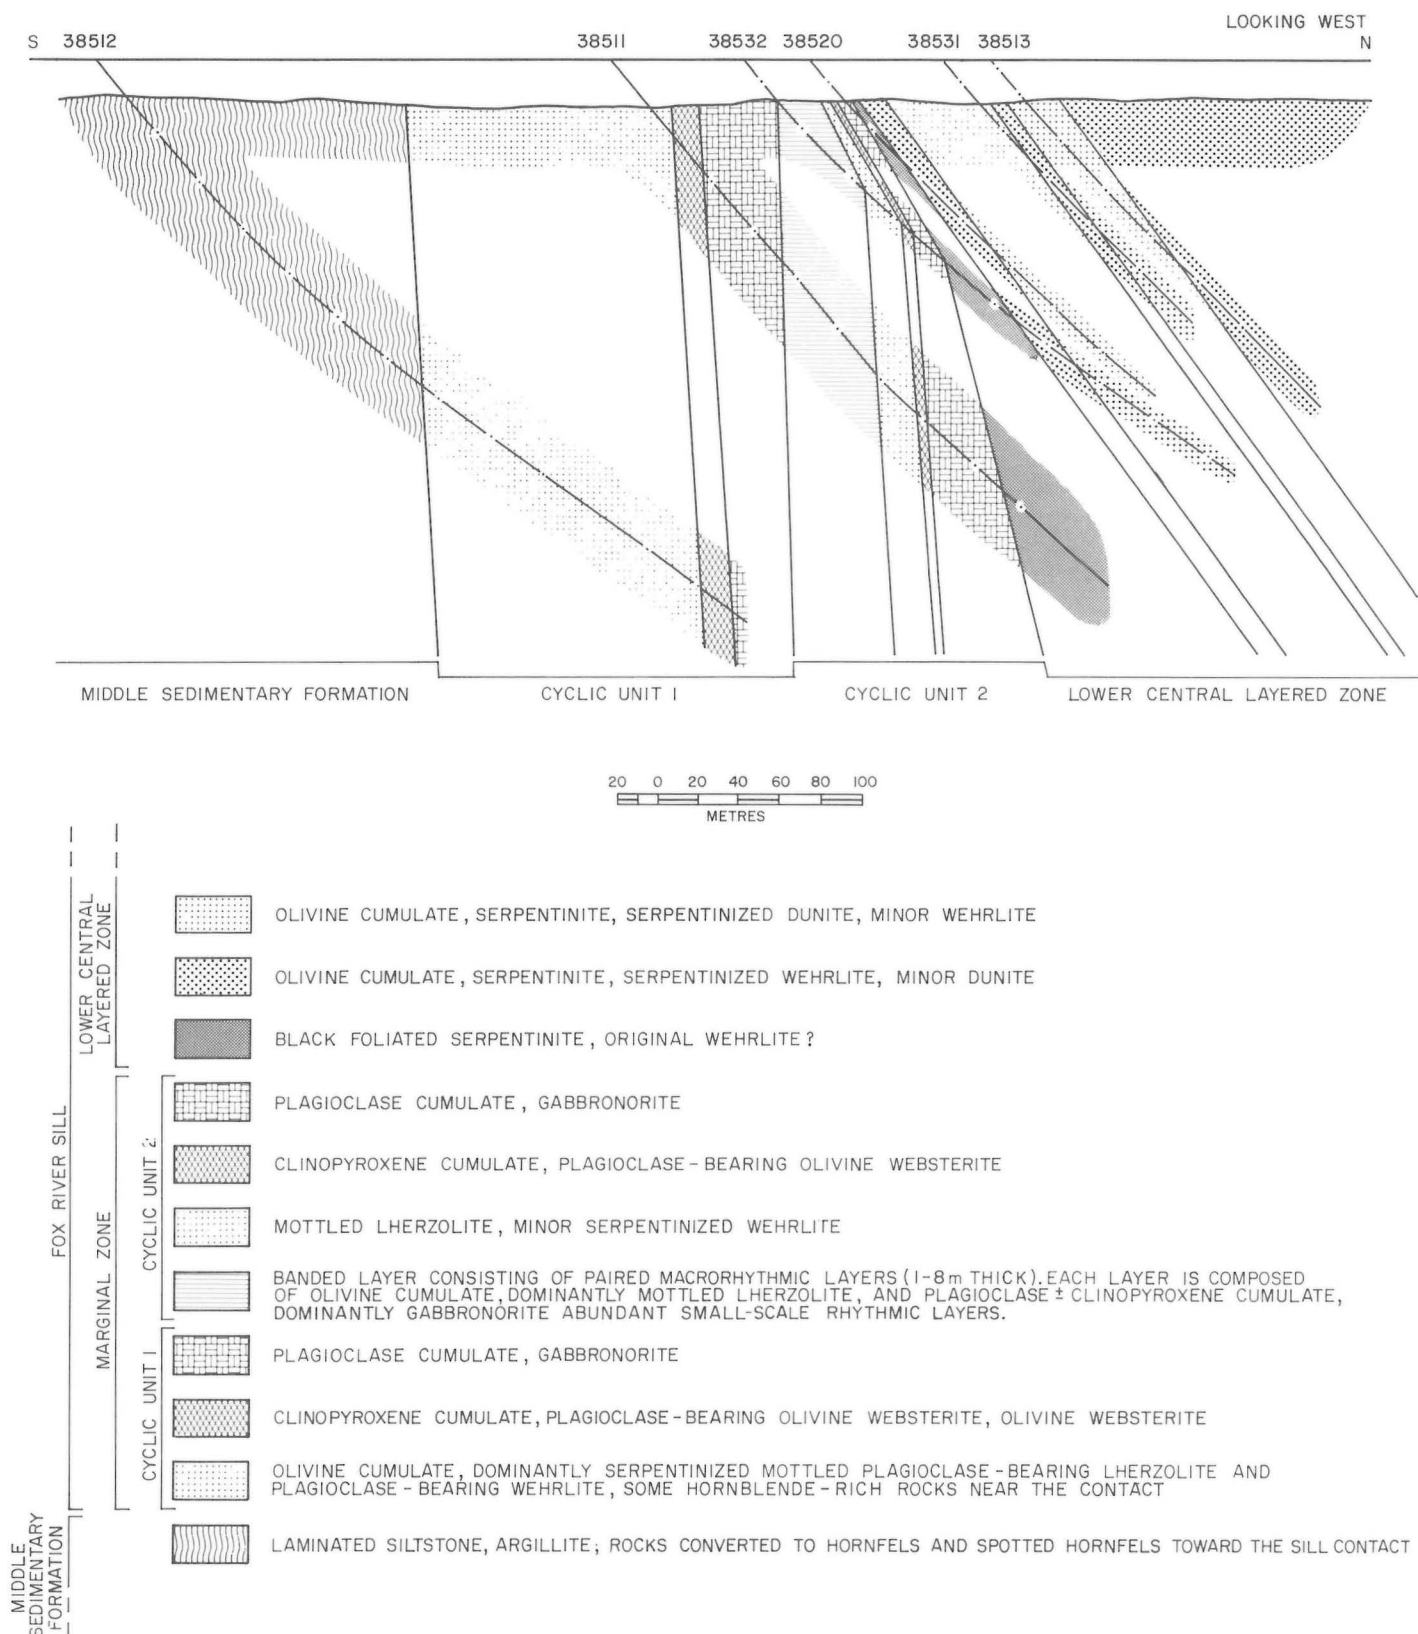 LOOKING WEST
S 38512 38511 38532 38520 38531 38513 N
MIDDLE SEDIMENTARY FORMATION CYCLIC UNIT 1 CYCLIC UNIT 2 LOWER CENTRAL LAYERED ZONE
20 0 20 40 60 80 100
METRES
FOX RIVER SILL
LOWER CENTRAL
LAYERED ZONE
OLIVINE CUMULATE, SERPENTINITE, SERPENTINIZED DUNITE, MINOR WEHRLITE
OLIVINE CUMULATE, SERPENTINITE, SERPENTINIZED WEHRLITE, MINOR DUNITE
BLACK FOLIATED SERPENTINITE, ORIGINAL WEHRLITE?
MARGINAL ZONE
CYCLIC UNIT 2
PLAGIOCLASE CUMULATE, GABBRONORITE
CLINOPYROXENE CUMULATE, PLAGIOCLASE-BEARING OLIVINE WEBSTERITE
MOTTLED LHERZOLITE, MINOR SERPENTINIZED WEHRLITE
BANDED LAYER CONSISTING OF PAIRED MACRORHYTHMIC LAYERS (1-8m THICK). EACH LAYER IS COMPOSED
OF OLIVINE CUMULATE, DOMINANTLY MOTTLED LHERZOLITE, AND PLAGIOCLASE ± CLINOPYROXENE CUMULATE,
DOMINANTLY GABBRONORITE ABUNDANT SMALL-SCALE RHYTHMIC LAYERS.
CYCLIC UNIT 1
PLAGIOCLASE CUMULATE, GABBRONORITE
CLINOPYROXENE CUMULATE, PLAGIOCLASE-BEARING OLIVINE WEBSTERITE, OLIVINE WEBSTERITE
OLIVINE CUMULATE, DOMINANTLY SERPENTINIZED MOTTLED PLAGIOCLASE-BEARING LHERZOLITE AND
PLAGIOCLASE-BEARING WEHRLITE, SOME HORNBLENDE-RICH ROCKS NEAR THE CONTACT
MIDDLE
SEDIMENTARY
FORMATION
LAMINATED SILTSTONE, ARGILLITE; ROCKS CONVERTED TO HORNFELS AND SPOTTED HORNFELS TOWARD THE SILL CONTACT